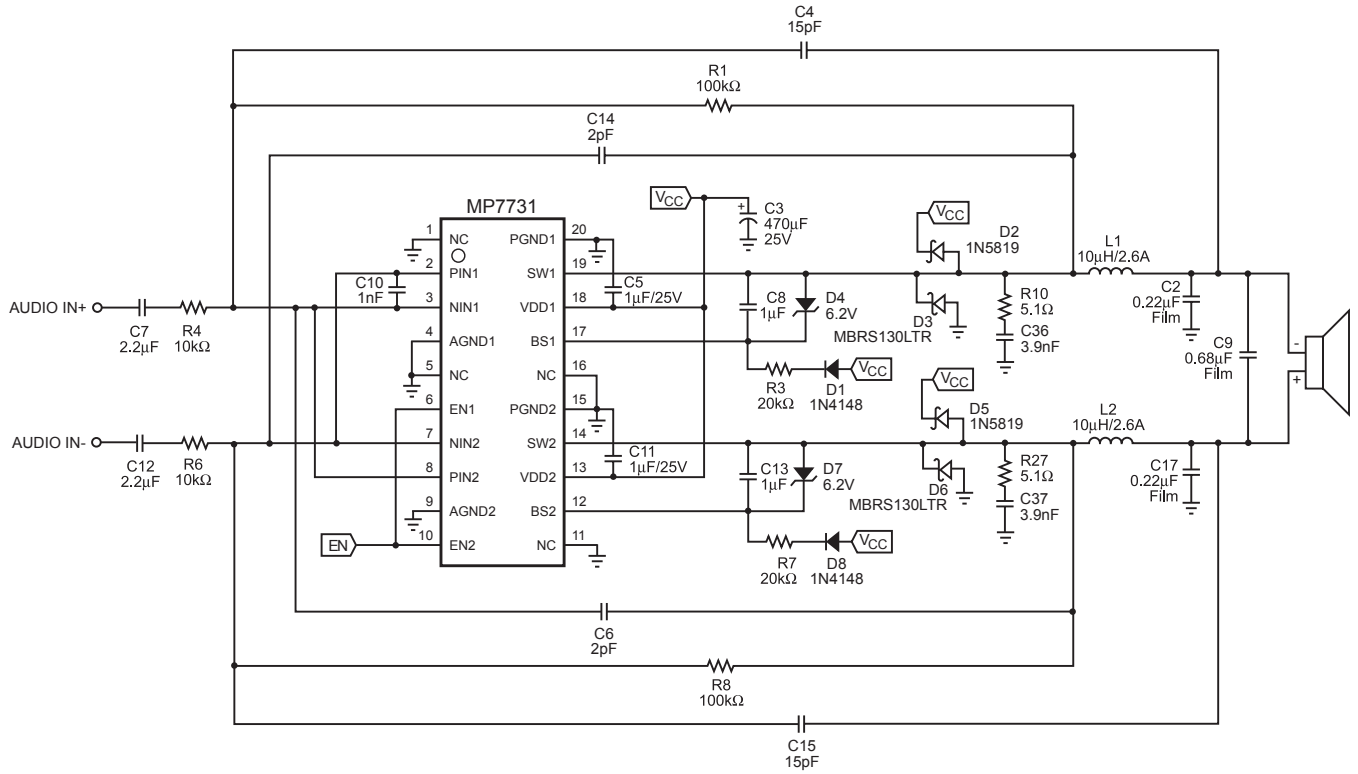 C4
15pF
R1
100kΩ
C14
2pF
MP7731
VCC
+
C3
470µF
25V
VCC
D2
1N5819
L1
10µH/2.6A
1
NC
PGND1
20
2
PIN1
SW1
19
C10
1nF
C5
1µF/25V
3
NIN1
VDD1
18
AUDIO IN+
C7
2.2µF
R4
10kΩ
C8
1µF
D4
6.2V
D3
MBRS130LTR
R10
5.1Ω
C36
3.9nF
C2
0.22µF
Film
C9
0.68µF
Film
-
+
4
AGND1
BS1
17
5
NC
NC
16
R3
20kΩ
D1
1N4148
VCC
VCC
D5
1N5819
L2
10µH/2.6A
6
EN1
PGND2
15
7
NIN2
SW2
14
AUDIO IN-
C12
2.2µF
R6
10kΩ
C11
1µF/25V
8
PIN2
VDD2
13
C13
1µF
D7
6.2V
D6
MBRS130LTR
R27
5.1Ω
C37
3.9nF
C17
0.22µF
Film
9
AGND2
BS2
12
EN
10
EN2
NC
11
R7
20kΩ
D8
1N4148
VCC
C6
2pF
R8
100kΩ
C15
15pF